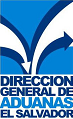 DIRECCION
GENERAL DE
ADUANAS
EL SALVADOR